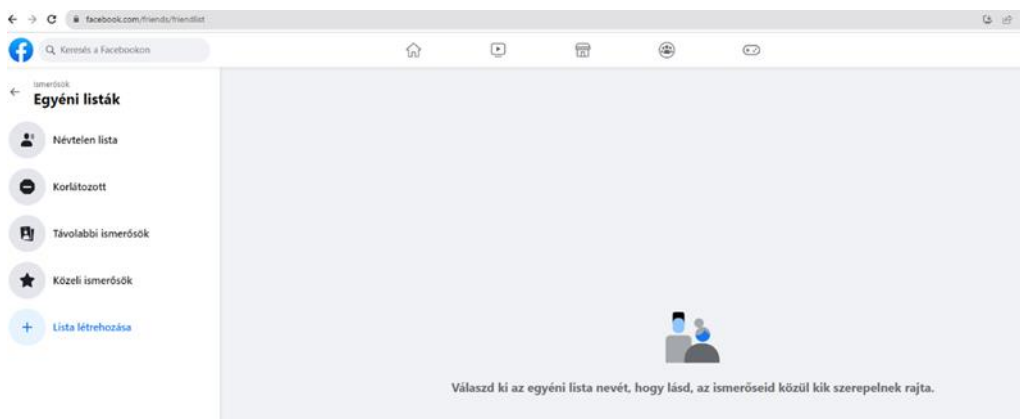 facebook.com/friends/friendlist
Keresés a Facebookon
Ismerősök
Egyéni listák
Névtelen lista
Korlátozott
Távolabbi ismerősök
Közeli ismerősök
Lista létrehozása
Válaszd ki az egyéni lista nevét, hogy lásd, az ismerőseid közül kik szerepelnek rajta.